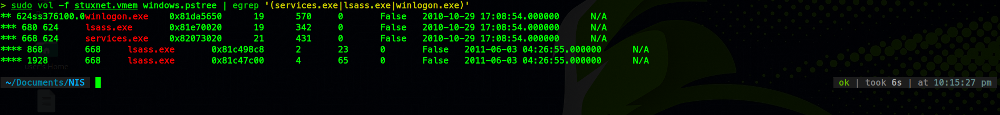 > sudo vol -f stuxnet.vmem windows.pstree | egrep '(services.exe|lsass.exe|winlogon.exe)'
** 624ss376100.0winlogon.exe    0x81da5650      19      570     0       False   2010-10-29 17:08:54.000000      N/A
*** 680 624     lsass.exe       0x81e70020      19      342     0       False   2010-10-29 17:08:54.000000      N/A
*** 668 624     services.exe    0x82073020      21      431     0       False   2010-10-29 17:08:54.000000      N/A
**** 868        668     lsass.exe       0x81c498c8      2       23      0       False   2011-06-03 04:26:55.000000      N/A
**** 1928       668     lsass.exe       0x81c47c00      4       65      0       False   2011-06-03 04:26:55.000000      N/A
user's Home
~/Documents/NIS
ok | took 6s | at 10:15:27 pm